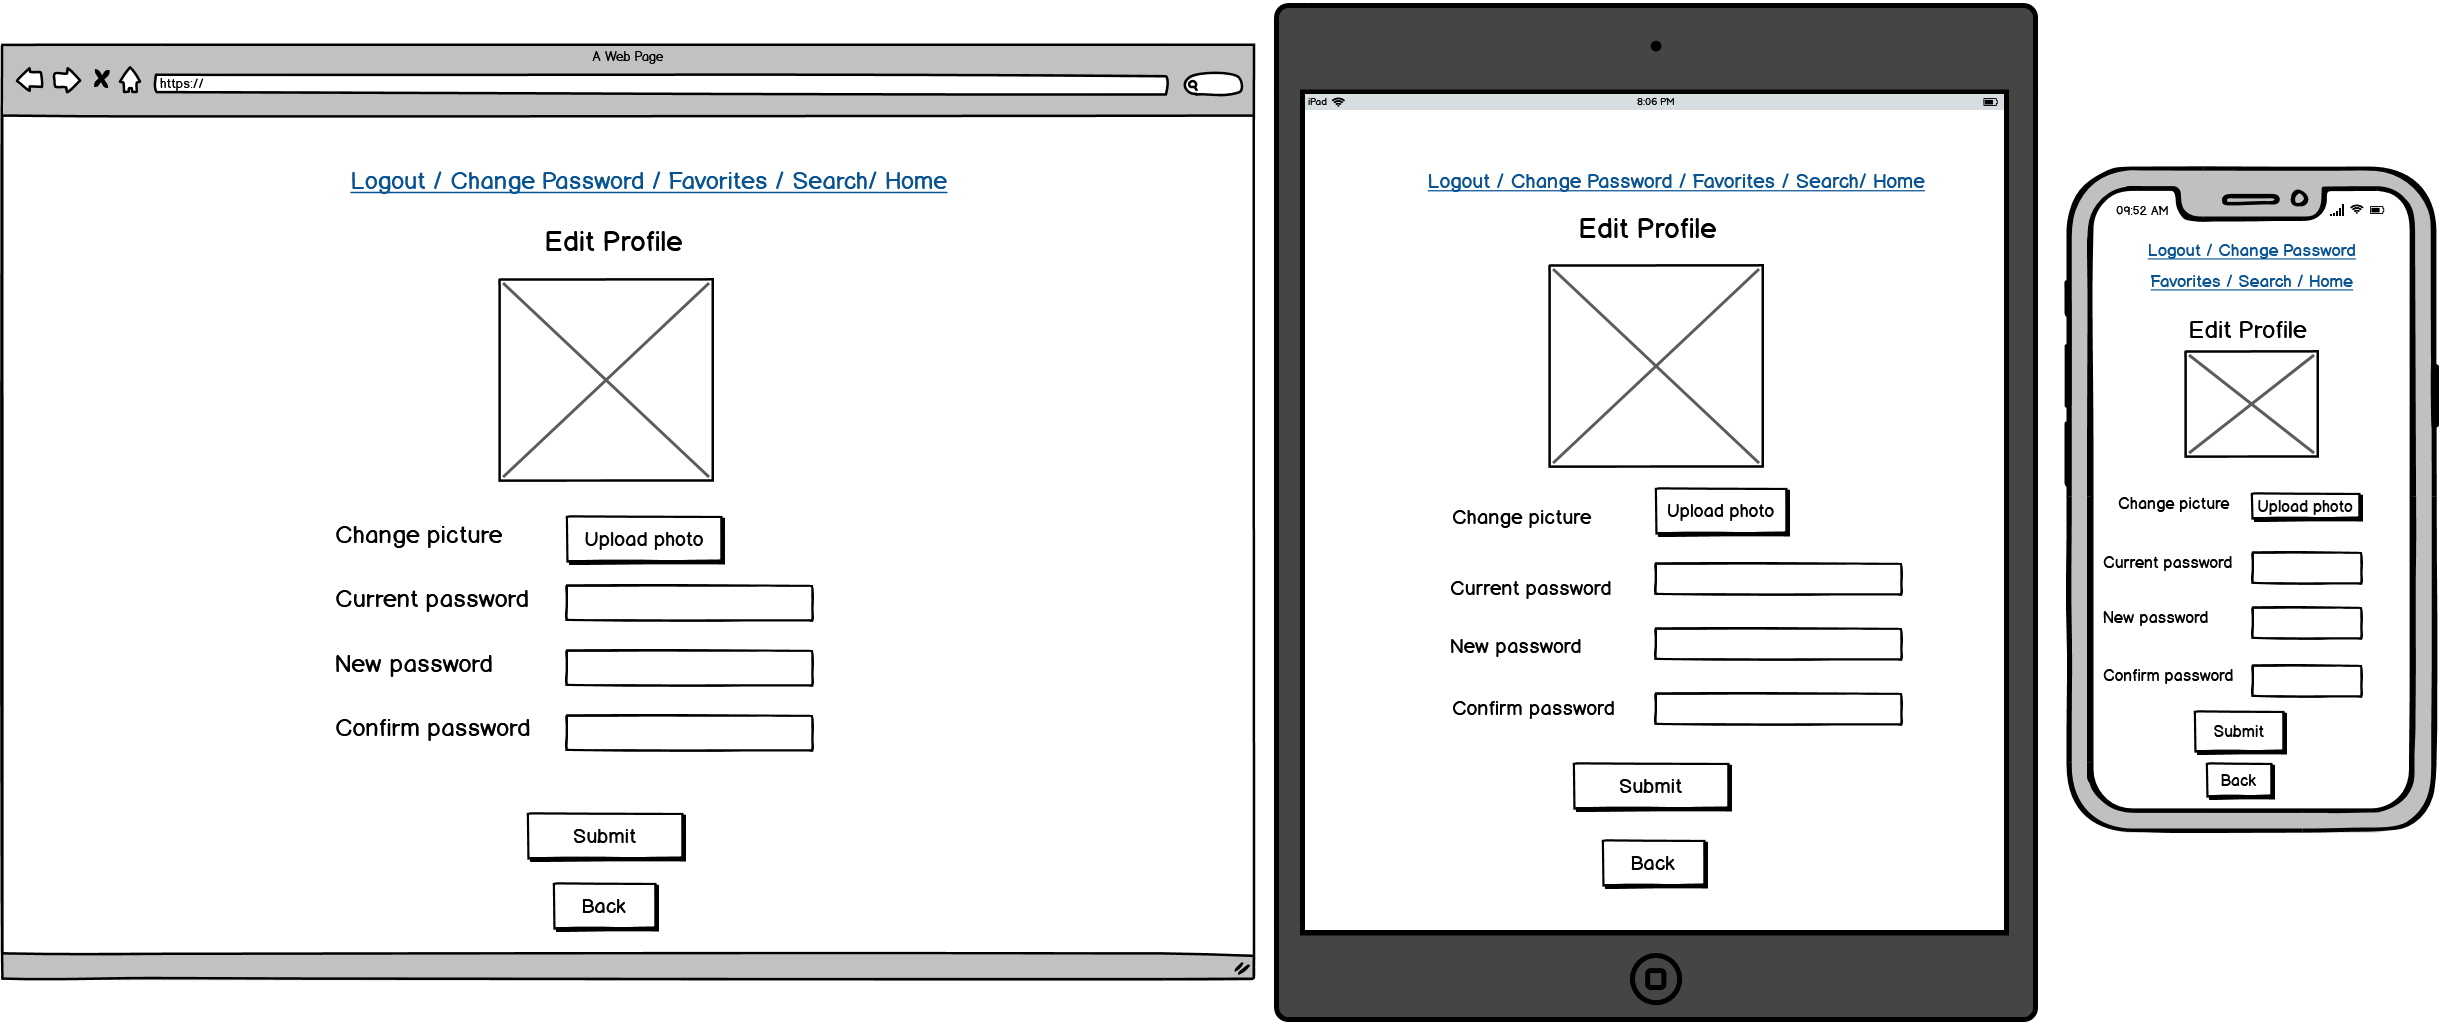 A Web Page
https://
Logout / Change Password / Favorites / Search/ Home
Edit Profile
Change picture
Upload photo
Current password
New password
Confirm password
Submit
Back
iPad
8:06 PM
Logout / Change Password / Favorites / Search/ Home
Edit Profile
Change picture
Upload photo
Current password
New password
Confirm password
Submit
Back
09:52 AM
Logout / Change Password
Favorites / Search / Home
Edit Profile
Change picture
Upload photo
Current password
New password
Confirm password
Submit
Back